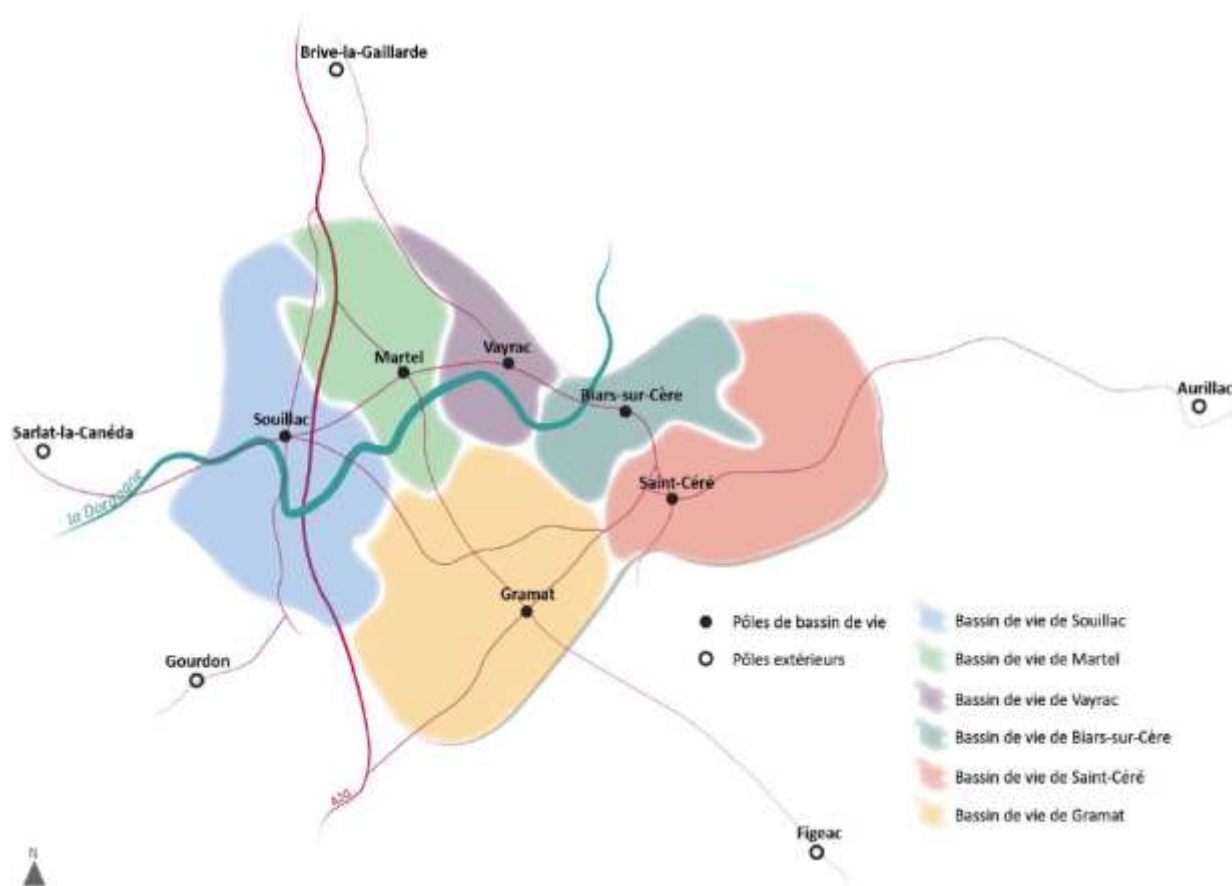 Brive-la-Gaillarde
Vayrac
Martel
Aurillac
Biars-sur-Cère
Souillac
Sarlat-la-Canéda
Saint-Céré
la Dordogne
Gramat
Pôles de bassin de vie
Pôles extérieurs
Gourdon
Bassin de vie de Souillac
Bassin de vie de Martel
Bassin de vie de Vayrac
Bassin de vie de Biars-sur-Cère
Bassin de vie de Saint-Céré
Bassin de vie de Gramat
A20
Figeac
N